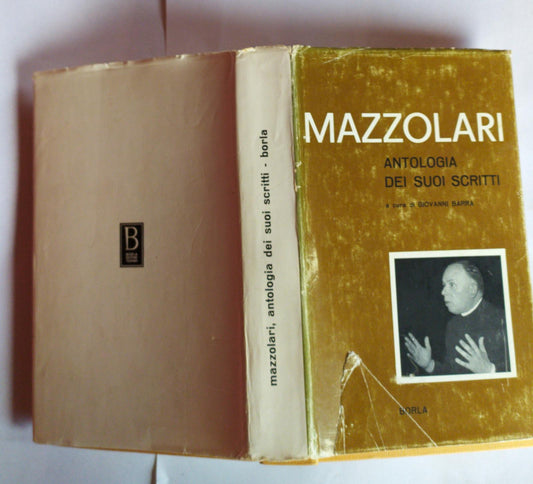 MAZZOLARI
ANTOLOGIA
DEI SUOI SCRITTI
a cura di GIOVANNI BARRA
BORLA
mazzolari, antologia dei suoi scritti - borla
B